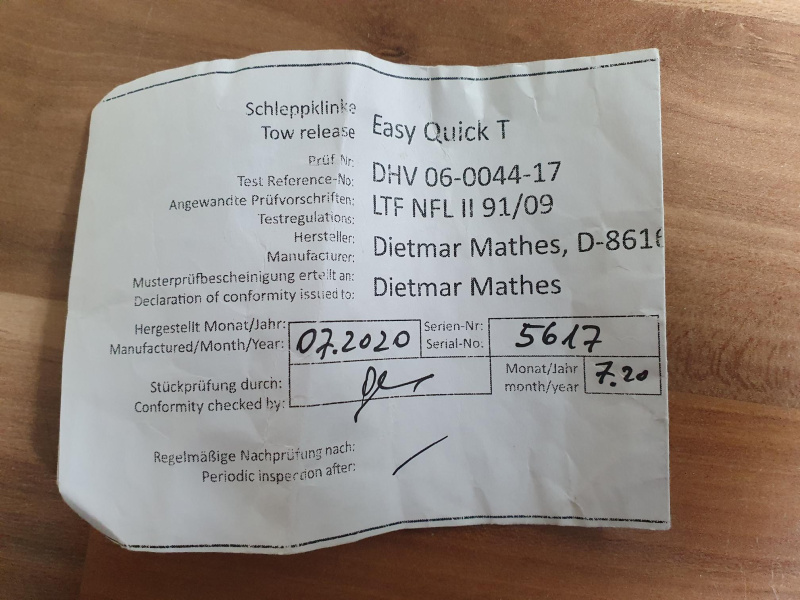 Schleppklinke
Tow release Easy Quick T
Prüf Nr:
Test Reference-No: DHV 06-0044-17
Angewandte Prüfvorschriften:
Testregulations: LTF NFL II 91/09
Hersteller:
Manufacturer: Dietmar Mathes, D-8616
Musterprüfbescheinigung erteilt an:
Declaration of conformity issued to: Dietmar Mathes
Hergestellt Monat/Jahr: 07.2020 Serien-Nr: 5617
Manufactured/Month/Year: Serial-No:
Stückprüfung durch: Monat/Jahr 7.20
Conformity checked by: month/year
Regelmäßige Nachprüfung nach:
Periodic inspection after: /